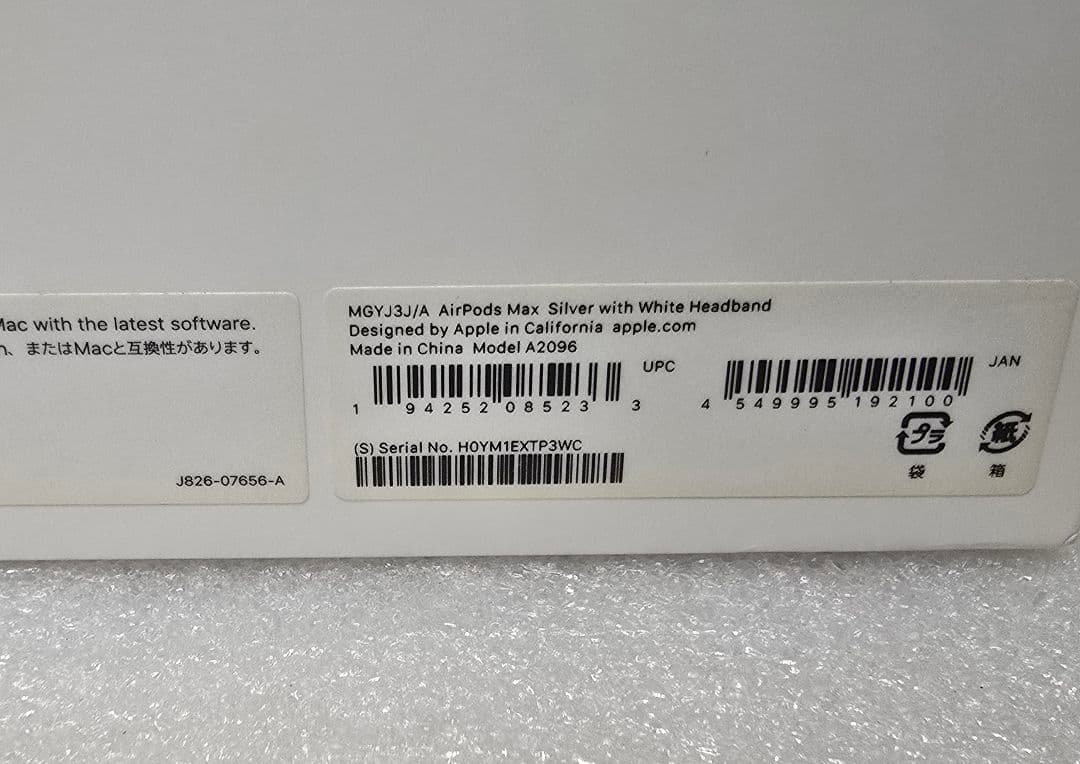 Mac with the latest software.
n、またはMacと互換性があります。
J826-07656-A
MGYJ3J/A AirPods Max Silver with White Headband
Designed by Apple in California apple.com
Made in China Model A2096
UPC
1 94252 08523 3
JAN
4 549995 192100
(S) Serial No. H0YM1EXTP3WC
プラ
袋
紙
箱